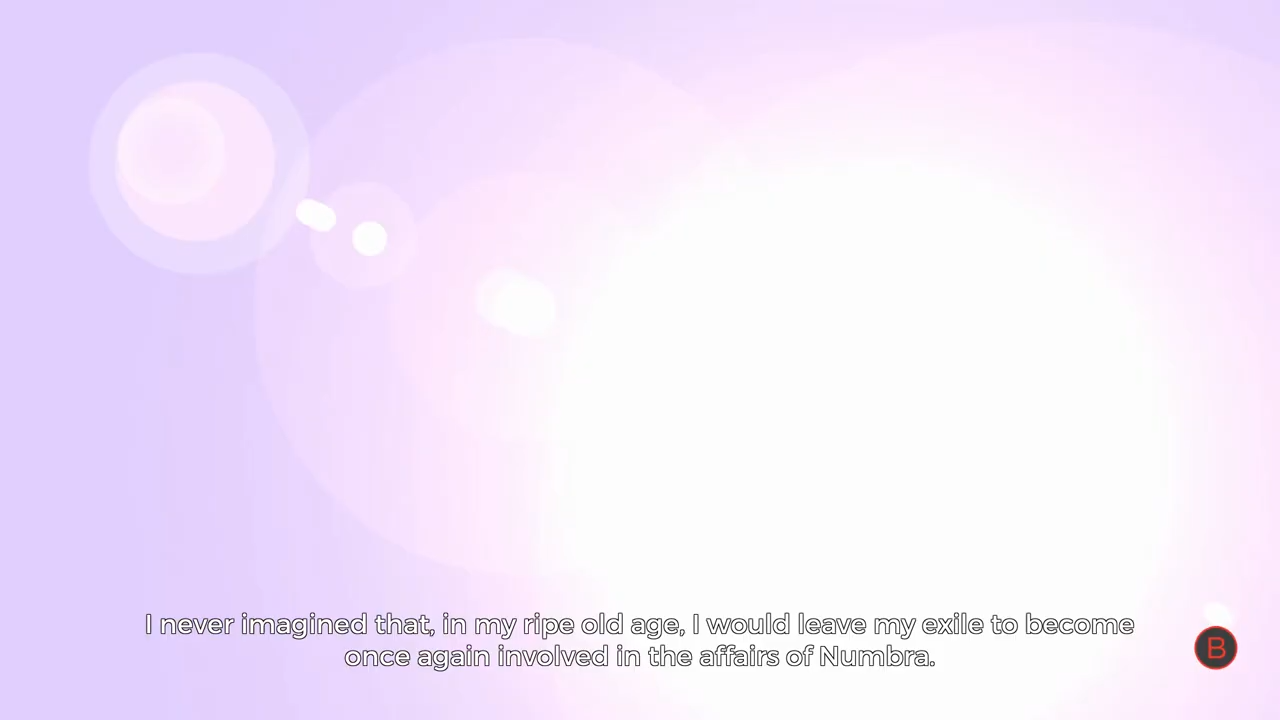 I never imagined that, in my ripe old age, I would leave my exile to become
once again involved in the affairs of Numbra.
B